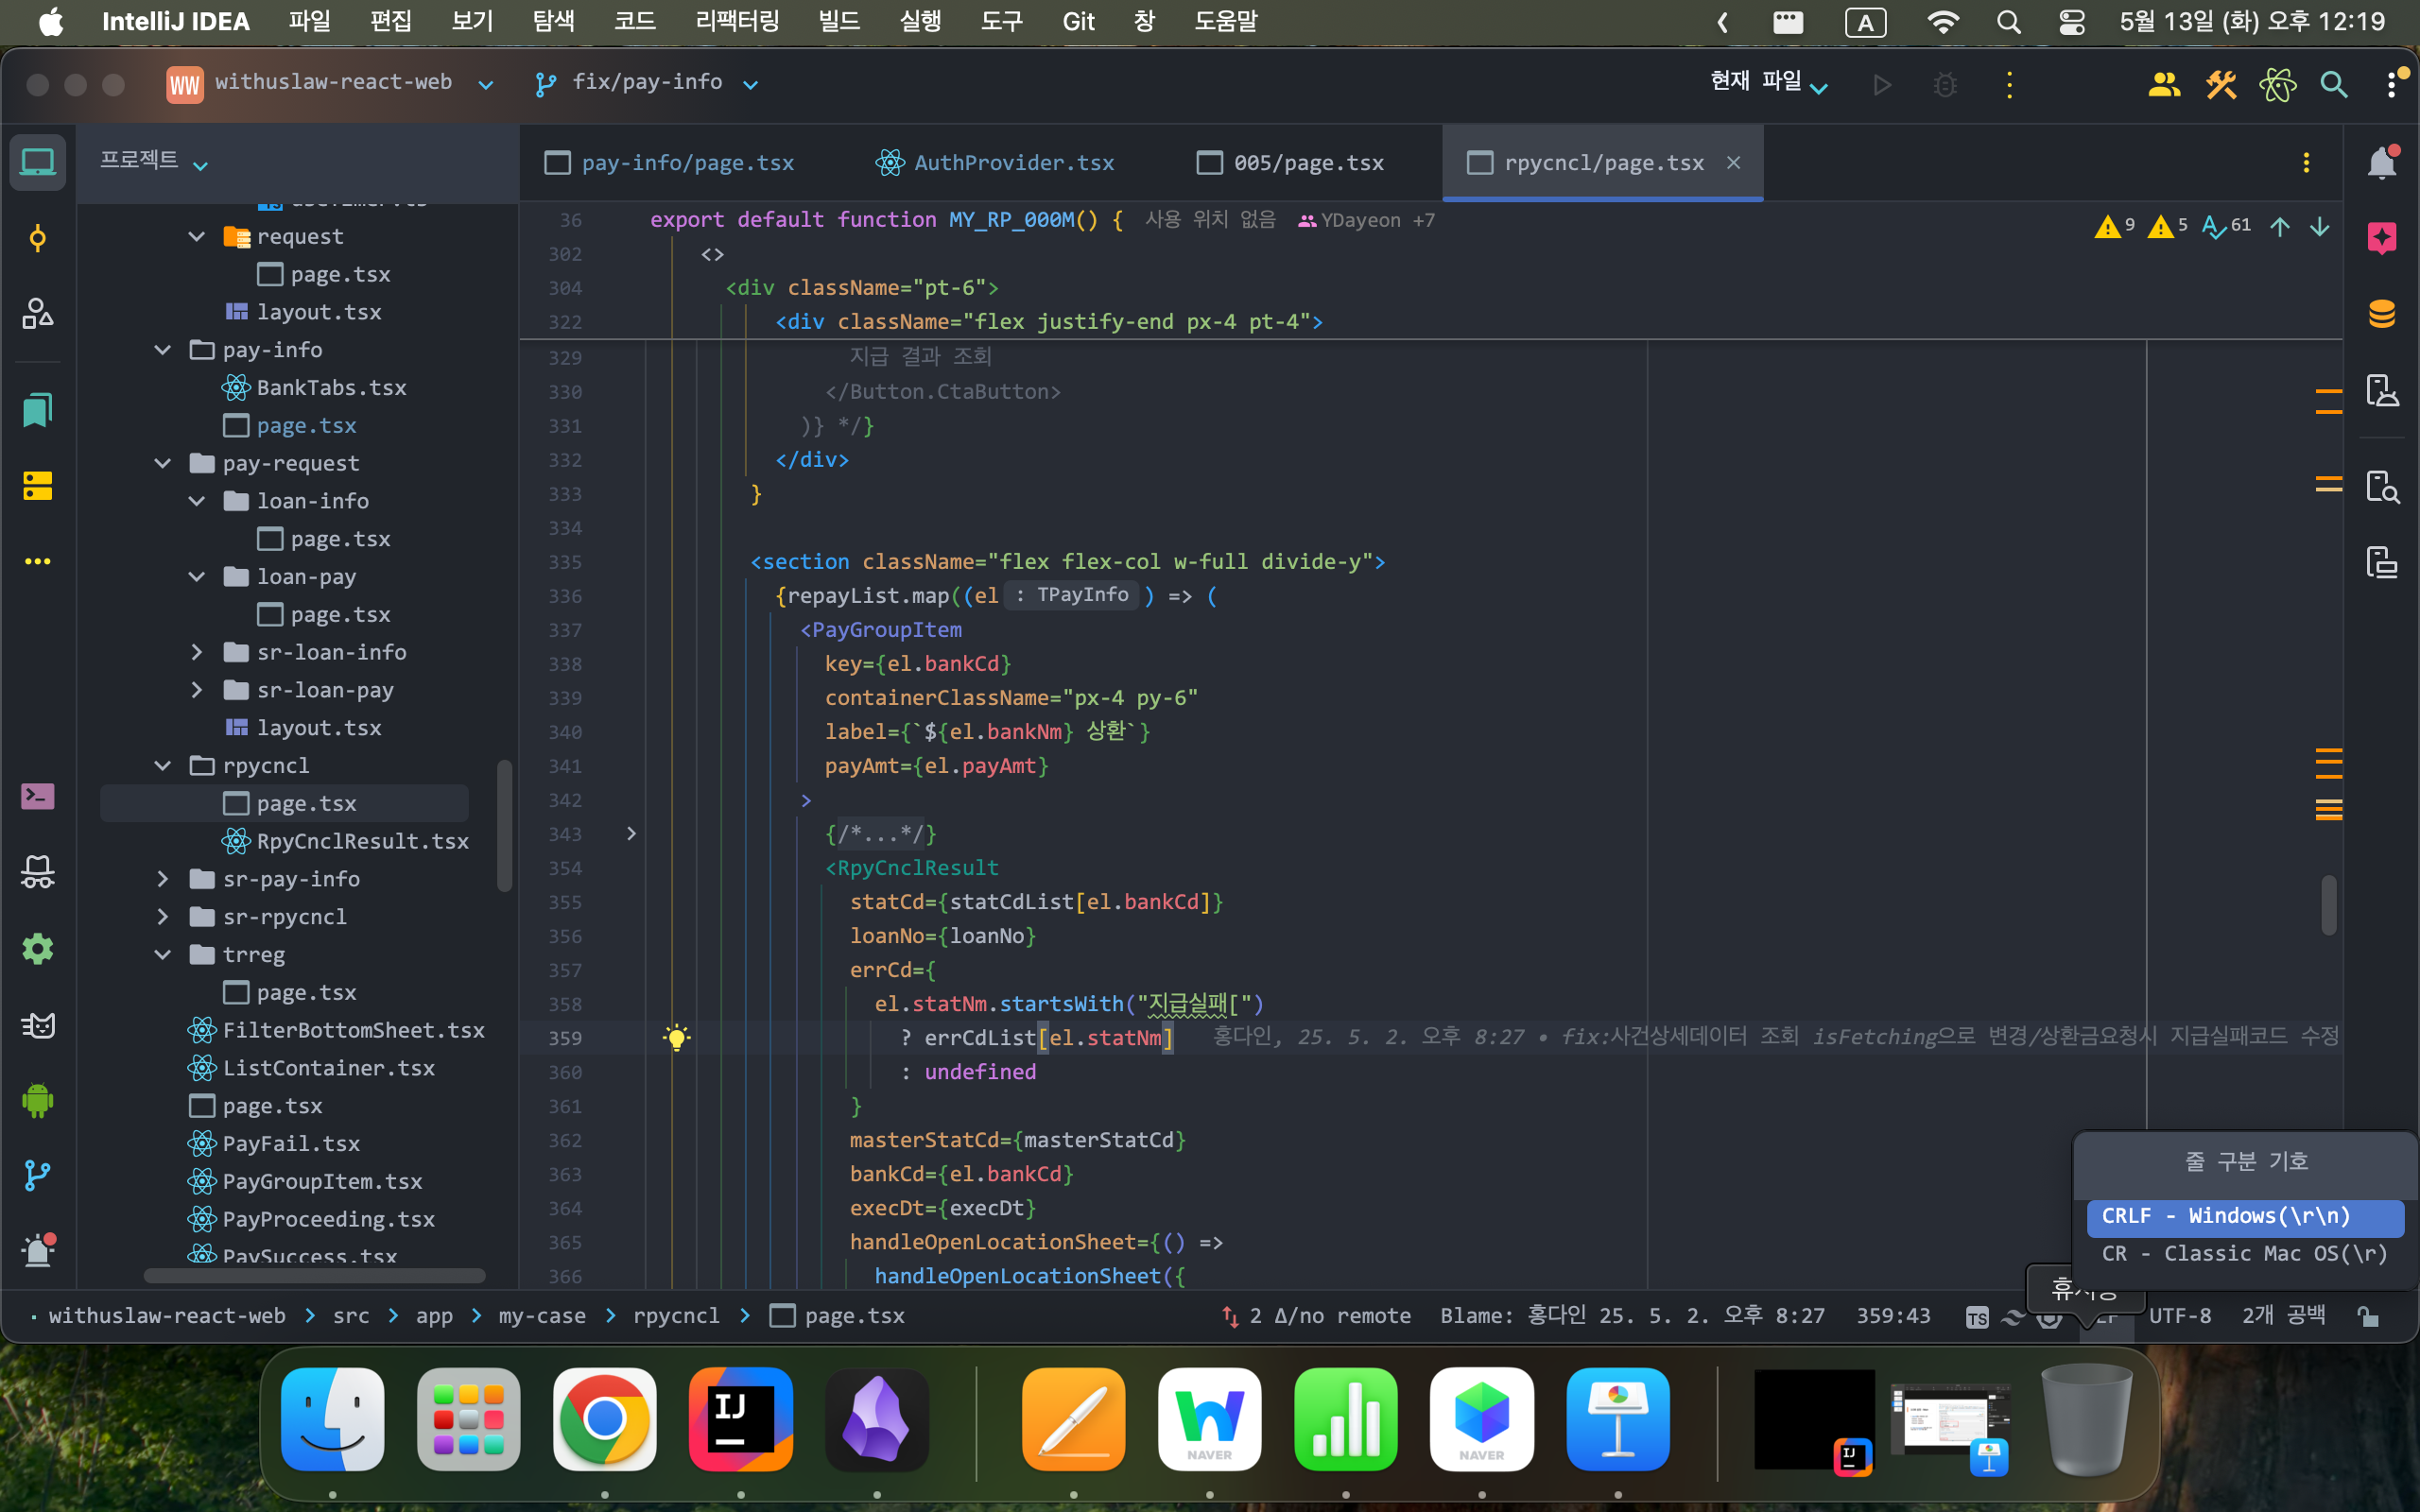 IntelliJ IDEA 파일 편집 보기 탐색 코드 리팩터링 빌드 실행 도구 Git 창 도움말 A 5월 13일 (화) 오후 12:19
WW withuslaw-react-web fix/pay-info 현재 파일
프로젝트
pay-info/page.tsx AuthProvider.tsx 005/page.tsx rpycncl/page.tsx
request
page.tsx
layout.tsx
pay-info
BankTabs.tsx
page.tsx
pay-request
loan-info
page.tsx
loan-pay
page.tsx
sr-loan-info
sr-loan-pay
layout.tsx
rpycncl
page.tsx
RpyCnclResult.tsx
sr-pay-info
sr-rpycncl
trreg
page.tsx
FilterBottomSheet.tsx
ListContainer.tsx
page.tsx
PayFail.tsx
PayGroupItem.tsx
PayProceeding.tsx
PaySuccess.tsx
36 export default function MY_RP_000M() { 사용 위치 없음 YDayeon +7
9 5 61
302 <>
304 <div className="pt-6">
322 <div className="flex justify-end px-4 pt-4">
329 지급 결과 조회
330 </Button.CtaButton>
331 )} */}
332 </div>
333 }
334
335 <section className="flex flex-col w-full divide-y">
336 {repayList.map((el : TPayInfo ) => (
337 <PayGroupItem
338 key={el.bankCd}
339 containerClassName="px-4 py-6"
340 label={`${el.bankNm} 상환`}
341 payAmt={el.payAmt}
342 >
343 {/*...*/}
354 <RpyCnclResult
355 statCd={statCdList[el.bankCd]}
356 loanNo={loanNo}
357 errCd={
358 el.statNm.startsWith("지급실패[")
359 ? errCdList[el.statNm] 홍다인, 25. 5. 2. 오후 8:27 • fix:사건상세데이터 조회 isFetching으로 변경/상환금요청시 지급실패코드 수정
360 : undefined
361 }
362 masterStatCd={masterStatCd}
363 bankCd={el.bankCd}
364 execDt={execDt}
365 handleOpenLocationSheet={() =>
366 handleOpenLocationSheet({
줄 구분 기호
CRLF - Windows(\r\n)
CR - Classic Mac OS(\r)
withuslaw-react-web > src > app > my-case > rpycncl > page.tsx 2 Δ/no remote Blame: 홍다인 25. 5. 2. 오후 8:27 359:43 TS UTF-8 2개 공백
IJ
NAVER
NAVER
IJ